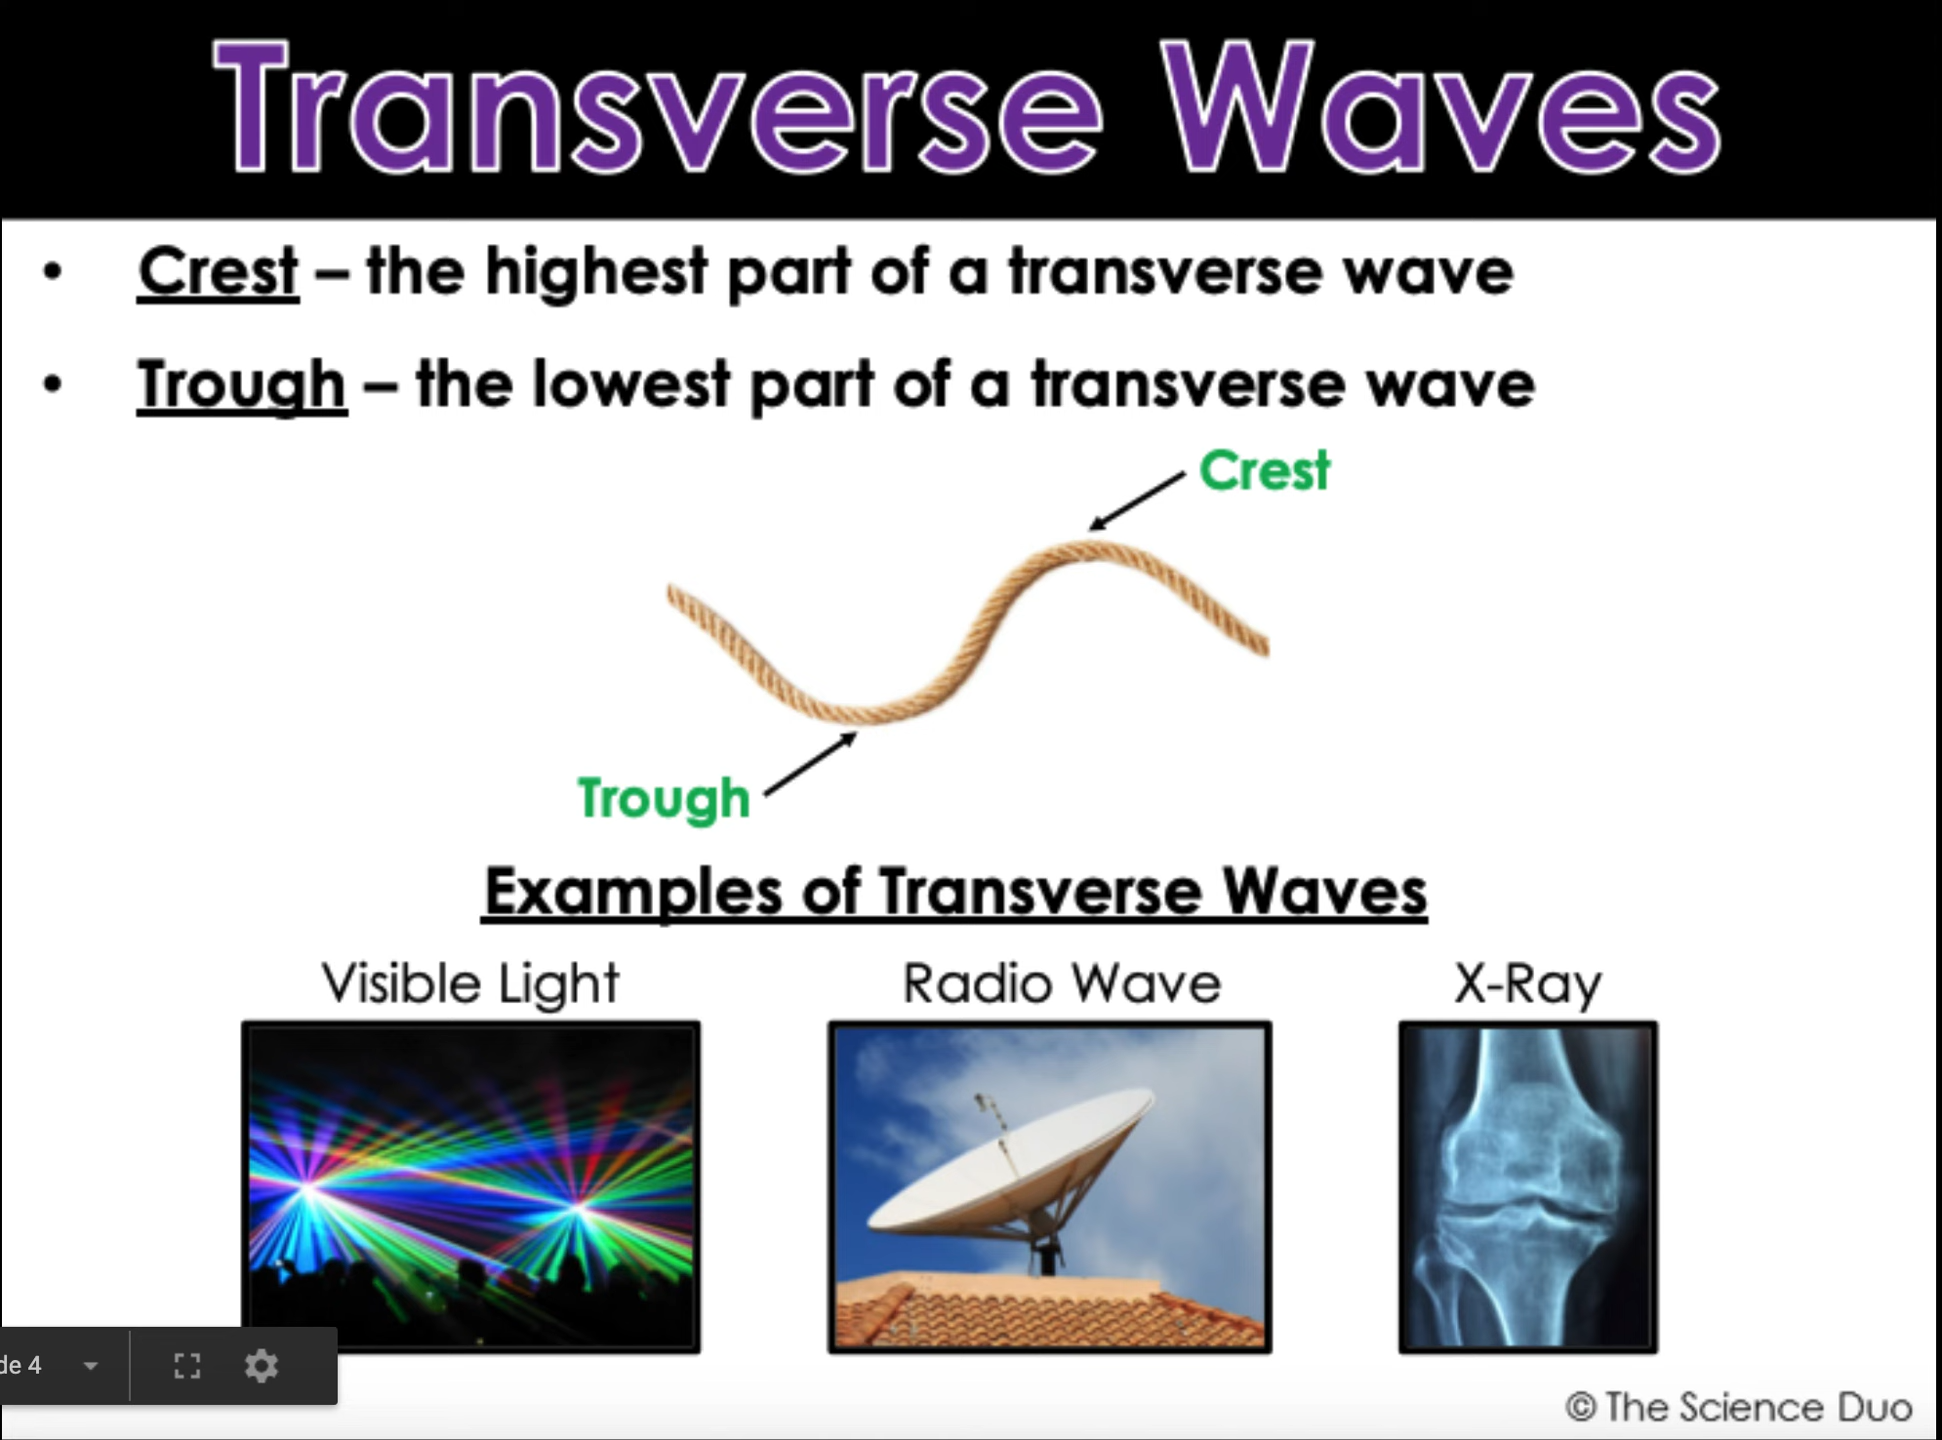 Transverse Waves
• Crest – the highest part of a transverse wave
• Trough – the lowest part of a transverse wave
Crest
Trough
Examples of Transverse Waves
Visible Light Radio Wave X-Ray
de 4
© The Science Duo